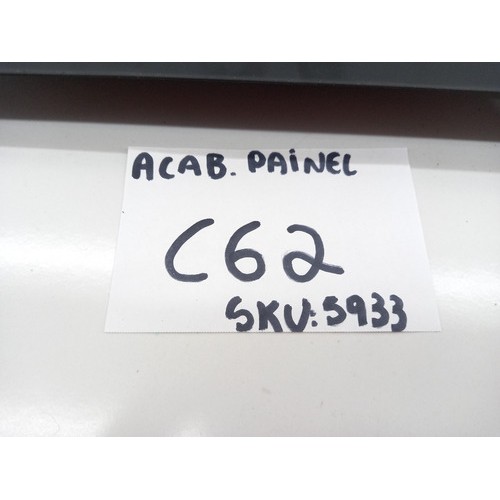 ACAB. PAiNEL
C62
SKU: 5933